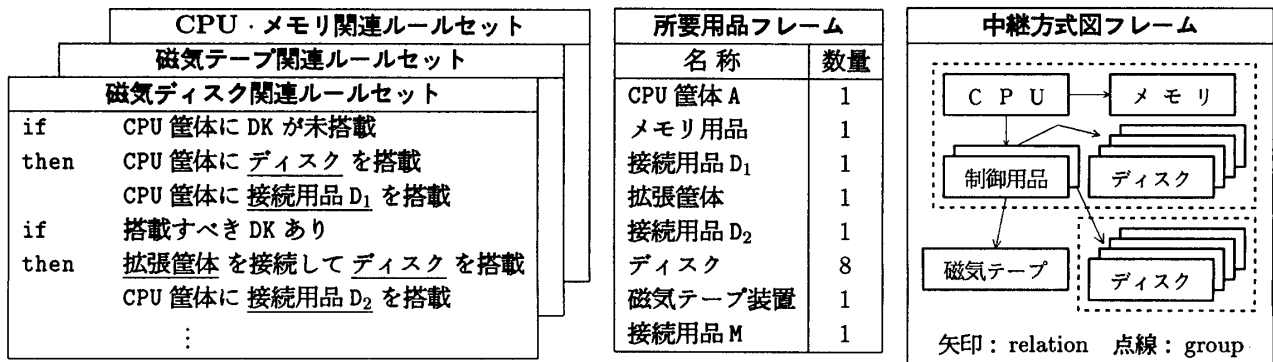 CPU・メモリ関連ルールセット
磁気テープ関連ルールセット
磁気ディスク関連ルールセット
if CPU 筐体に DK が未搭載
then CPU 筐体に ディスク を搭載
CPU 筐体に 接続用品 D₁ を搭載
if 搭載すべき DK あり
then 拡張筐体 を接続して ディスク を搭載
CPU 筐体に 接続用品 D₂ を搭載
⋮
所要用品フレーム
名 称 数量
CPU 筐体 A 1
メモリ用品 1
接続用品 D₁ 1
拡張筐体 1
接続用品 D₂ 1
ディスク 8
磁気テープ装置 1
接続用品 M 1
中継方式図フレーム
C P U メ モ リ
制御用品 ディスク
磁気テープ ディスク
矢印 : relation 点線 : group